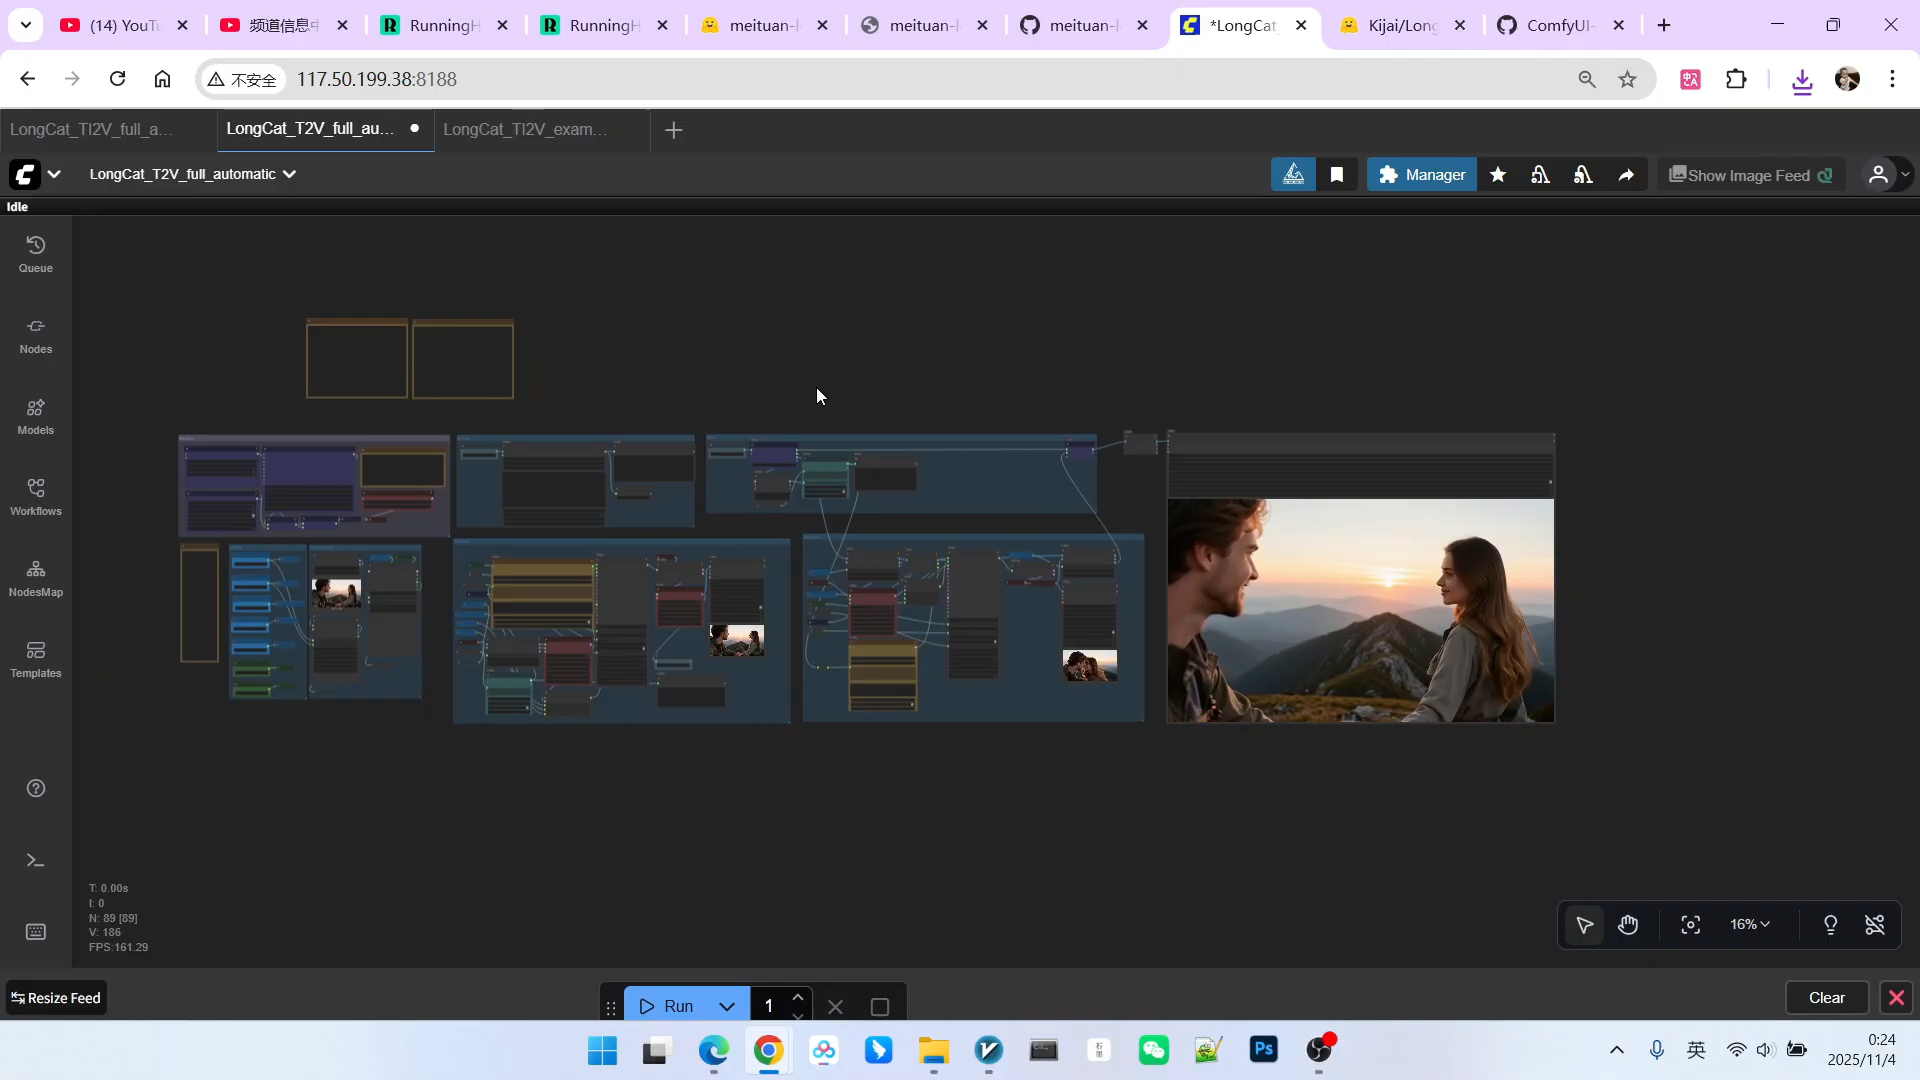 (14) YouTu
频道信息中
RunningH
RunningH
meituan-l
meituan-l
meituan-l
*LongCat_
Kijai/Long
ComfyUI-
不安全
117.50.199.38:8188
LongCat_TI2V_full_a...
LongCat_T2V_full_au...
LongCat_TI2V_exam...
LongCat_T2V_full_automatic
Manager
Show Image Feed
Idle
Queue
Nodes
Models
Workflows
NodesMap
Templates
T: 0.00s
I: 0
N: 89 [89]
V: 186
FPS:161.29
16%
Resize Feed
Run
1
Clear
Ps
英
0:24
2025/11/4